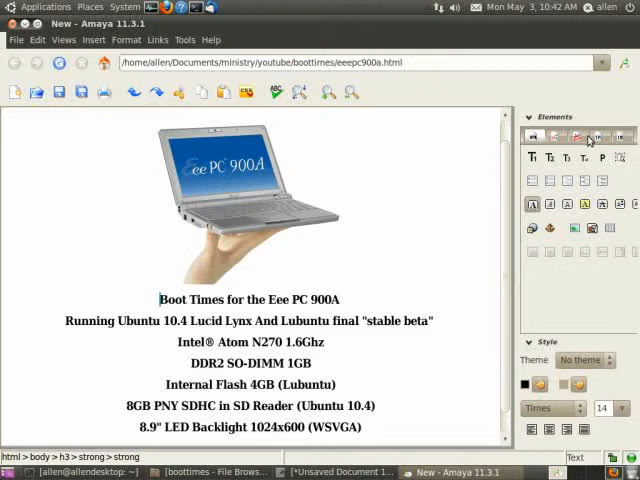 Applications Places System Mon May 3, 10:42 AM allen
New - Amaya 11.3.1
File Edit Views Insert Format Links Tools Help
/home/allen/Documents/ministry/youtube/boottimes/eeepc900a.html
Elements
T1 T2 T3 T4 P
Eee PC 900A
Boot Times for the Eee PC 900A
Running Ubuntu 10.4 Lucid Lynx And Lubuntu final "stable beta"
Intel® Atom N270 1.6Ghz
DDR2 SO-DIMM 1GB
Internal Flash 4GB (Lubuntu)
8GB PNY SDHC in SD Reader (Ubuntu 10.4)
8.9" LED Backlight 1024x600 (WSVGA)
Style
Theme No theme
Times 14
html > body > h3 > strong > strong Text
[allen@allendesktop: ~] [boottimes - File Brows... [*Unsaved Document 1... New - Amaya 11.3.1